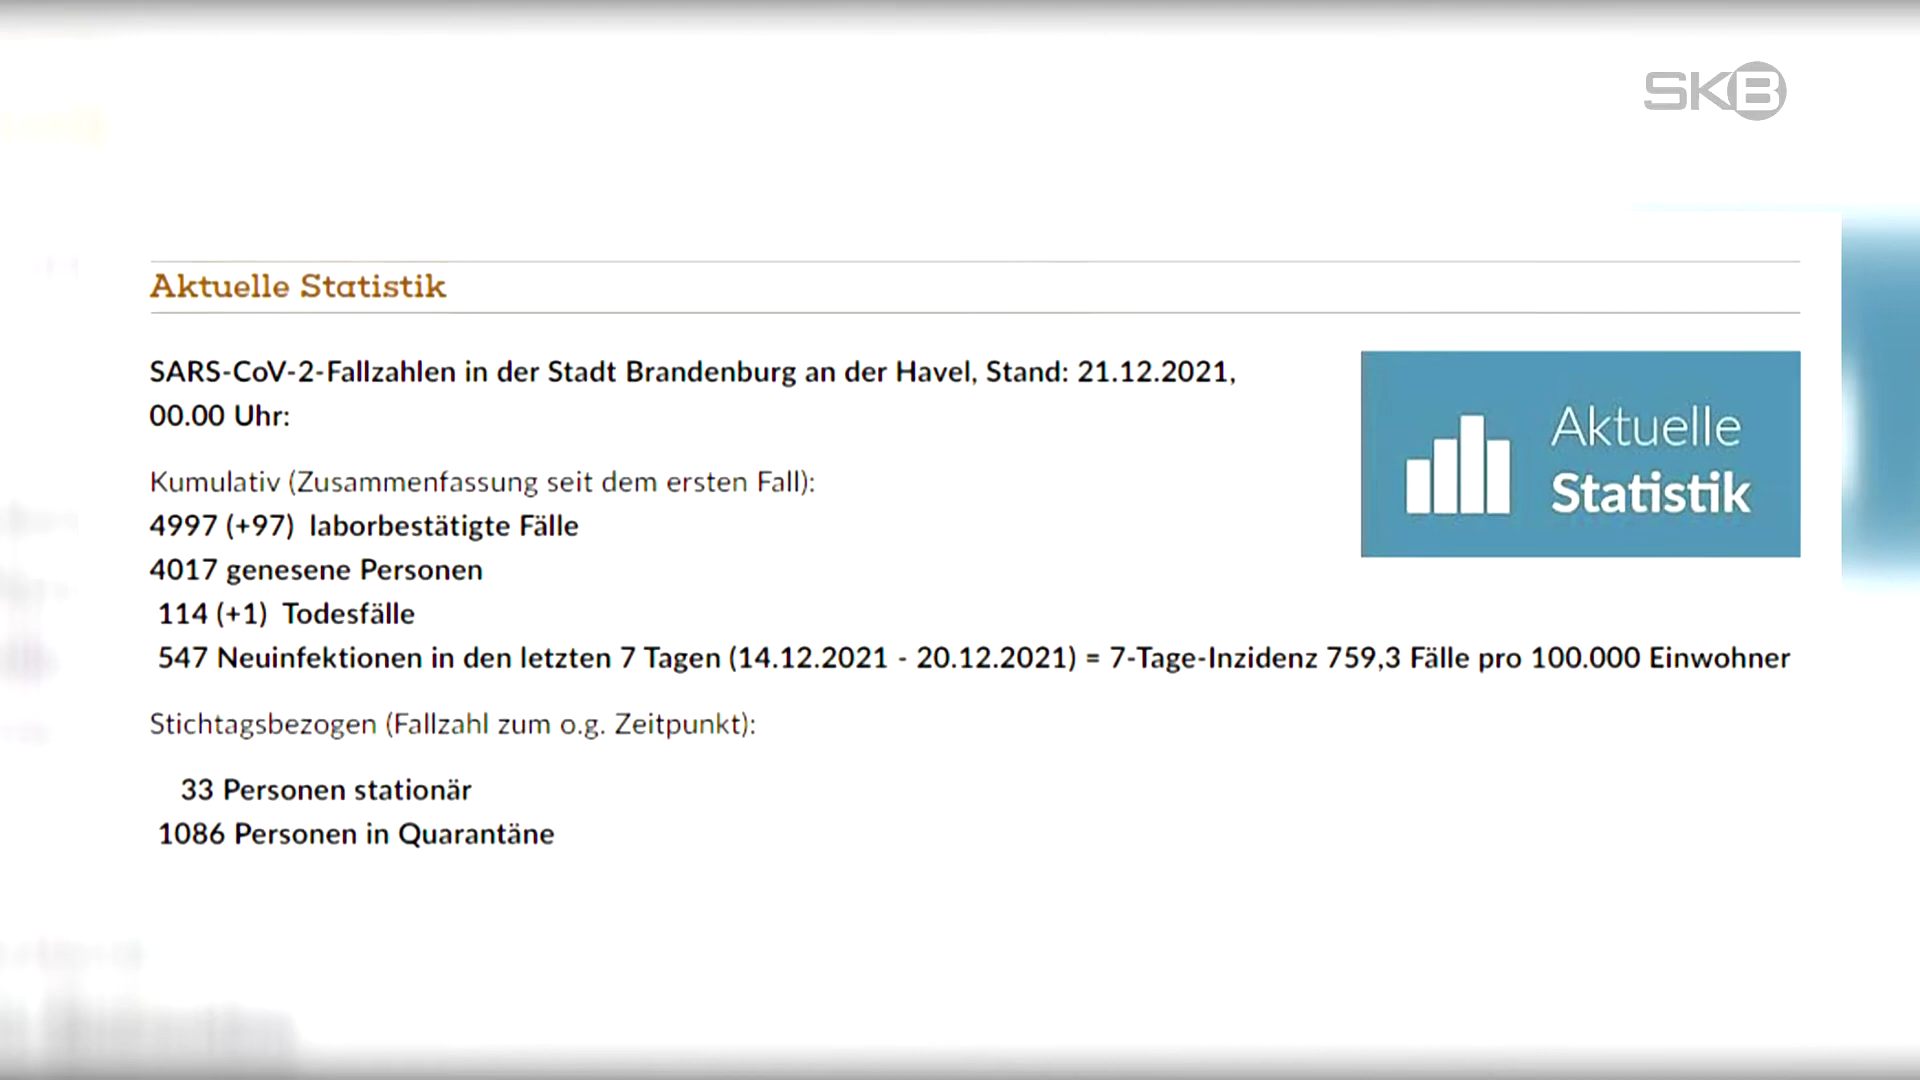 SKB
Aktuelle Statistik
SARS-CoV-2-Fallzahlen in der Stadt Brandenburg an der Havel, Stand: 21.12.2021,
00.00 Uhr:
Aktuelle
Statistik
Kumulativ (Zusammenfassung seit dem ersten Fall):
4997 (+97) laborbestätigte Fälle
4017 genesene Personen
114 (+1) Todesfälle
547 Neuinfektionen in den letzten 7 Tagen (14.12.2021 - 20.12.2021) = 7-Tage-Inzidenz 759,3 Fälle pro 100.000 Einwohner
Stichtagsbezogen (Fallzahl zum o.g. Zeitpunkt):
33 Personen stationär
1086 Personen in Quarantäne